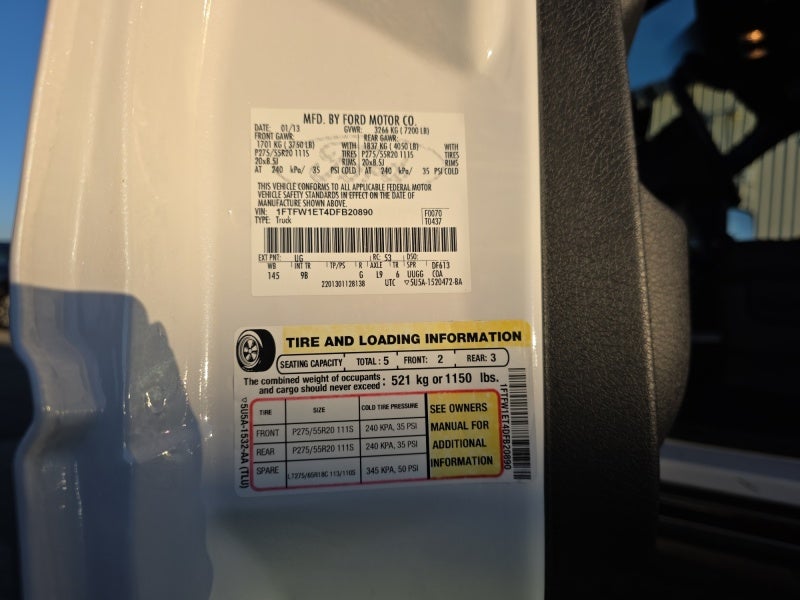 MFD. BY FORD MOTOR CO.
DATE: 01/13 GVWR: 3266 KG ( 7200 LB)
FRONT GAWR: REAR GAWR:
1701 KG ( 3750 LB) WITH 1837 KG ( 4050 LB) WITH
P275/55R20 111S TIRES P275/55R20 111S TIRES
20x8.5J RIMS 20x8.5J RIMS
AT 240 kPa/ 35 PSI COLD AT 240 kPa/ 35 PSI COLD
THIS VEHICLE CONFORMS TO ALL APPLICABLE FEDERAL MOTOR
VEHICLE SAFETY STANDARDS IN EFFECT ON THE DATE OF
MANUFACTURE SHOWN ABOVE.
VIN: 1FTFW1ET4DFB20890 F0070
TYPE: Truck T0437
EXT PNT: UG RC: 53 DSO:
WB INT TR TP/PS R AXLE TR SPR DF613
145 9B G L9 6 UUGG COA
2201301128138 UTC ▽5U5A-1520472-BA
TIRE AND LOADING INFORMATION
SEATING CAPACITY TOTAL: 5 FRONT: 2 REAR: 3
The combined weight of occupants and cargo should never exceed : 521 kg or 1150 lbs.
TIRE SIZE COLD TIRE PRESSURE
FRONT P275/55R20 111S 240 KPA, 35 PSI
REAR P275/55R20 111S 240 KPA, 35 PSI
SPARE LT275/65R18C 113/110S 345 KPA, 50 PSI
SEE OWNERS
MANUAL FOR
ADDITIONAL
INFORMATION
▽5U5A-1532-AA (TLU)
1FTFW1ET4DFB20890